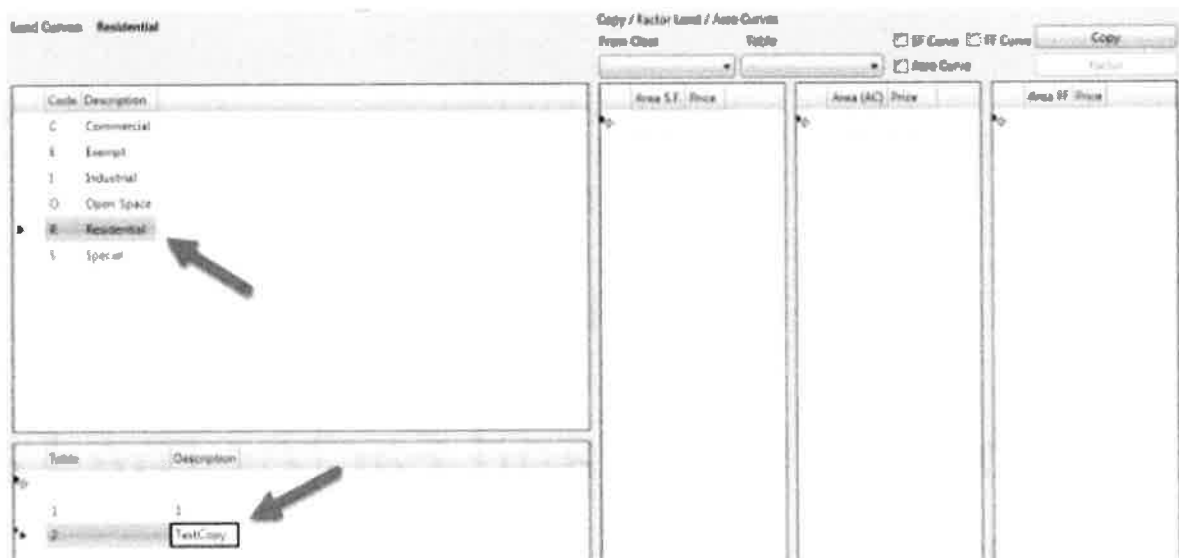 Land Curves Residential
Copy / Factor Land / Area Curves
From Class Table
SF Curve FF Curve Copy
Area Curve Factor
Code Description
C Commercial
E Exempt
I Industrial
O Open Space
R Residential
S Special
Area S.F. Price
Area (AC) Price
Area FF Price
Table Description
1 1
2 TestCopy